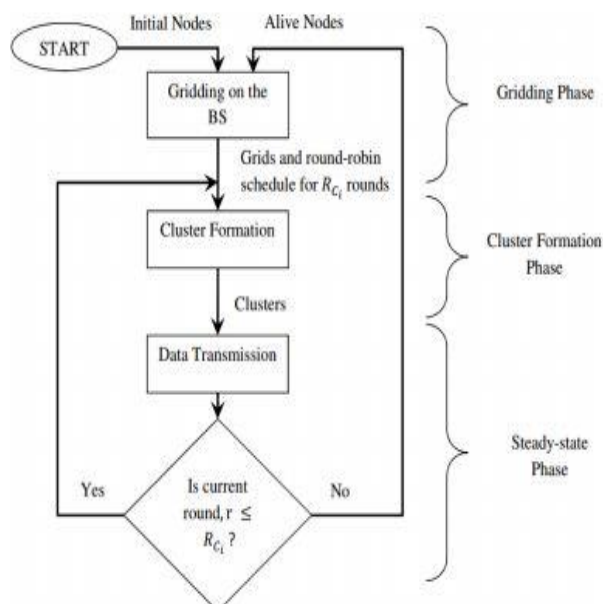 Initial Nodes
Alive Nodes
START
Gridding on the
BS
Gridding Phase
Grids and round-robin
schedule for R_{C_i} rounds
Cluster Formation
Cluster Formation
Phase
Clusters
Data Transmission
Steady-state
Phase
Yes
No
Is current
round, r ≤
R_{C_i} ?